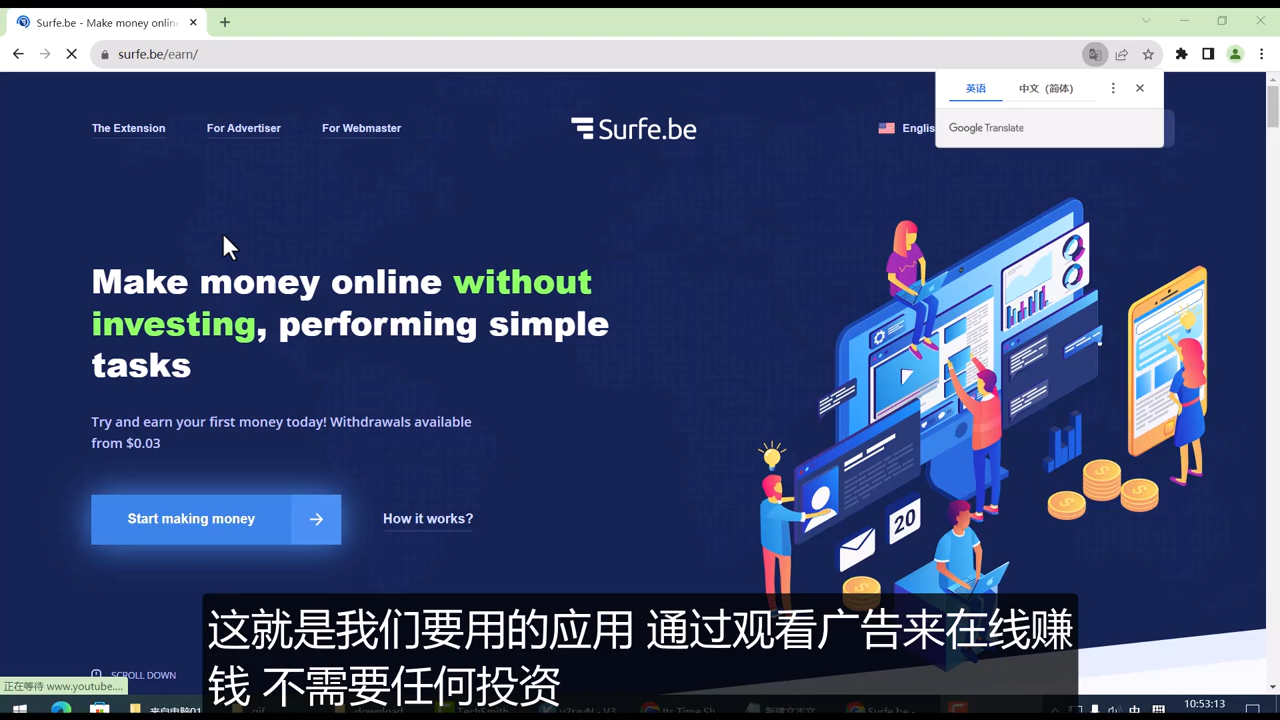 Surfe.be - Make money online
surfe.be/earn/
英语
中文（简体）
Google Translate
The Extension
For Advertiser
For Webmaster
Surfe.be
Englis
Make money online without
investing, performing simple
tasks
Try and earn your first money today! Withdrawals available
from $0.03
Start making money
How it works?
20
SCROLL DOWN
这就是我们要用的应用 通过观看广告来在线赚
钱 不需要任何投资
正在等待 www.youtube....
10:53:13